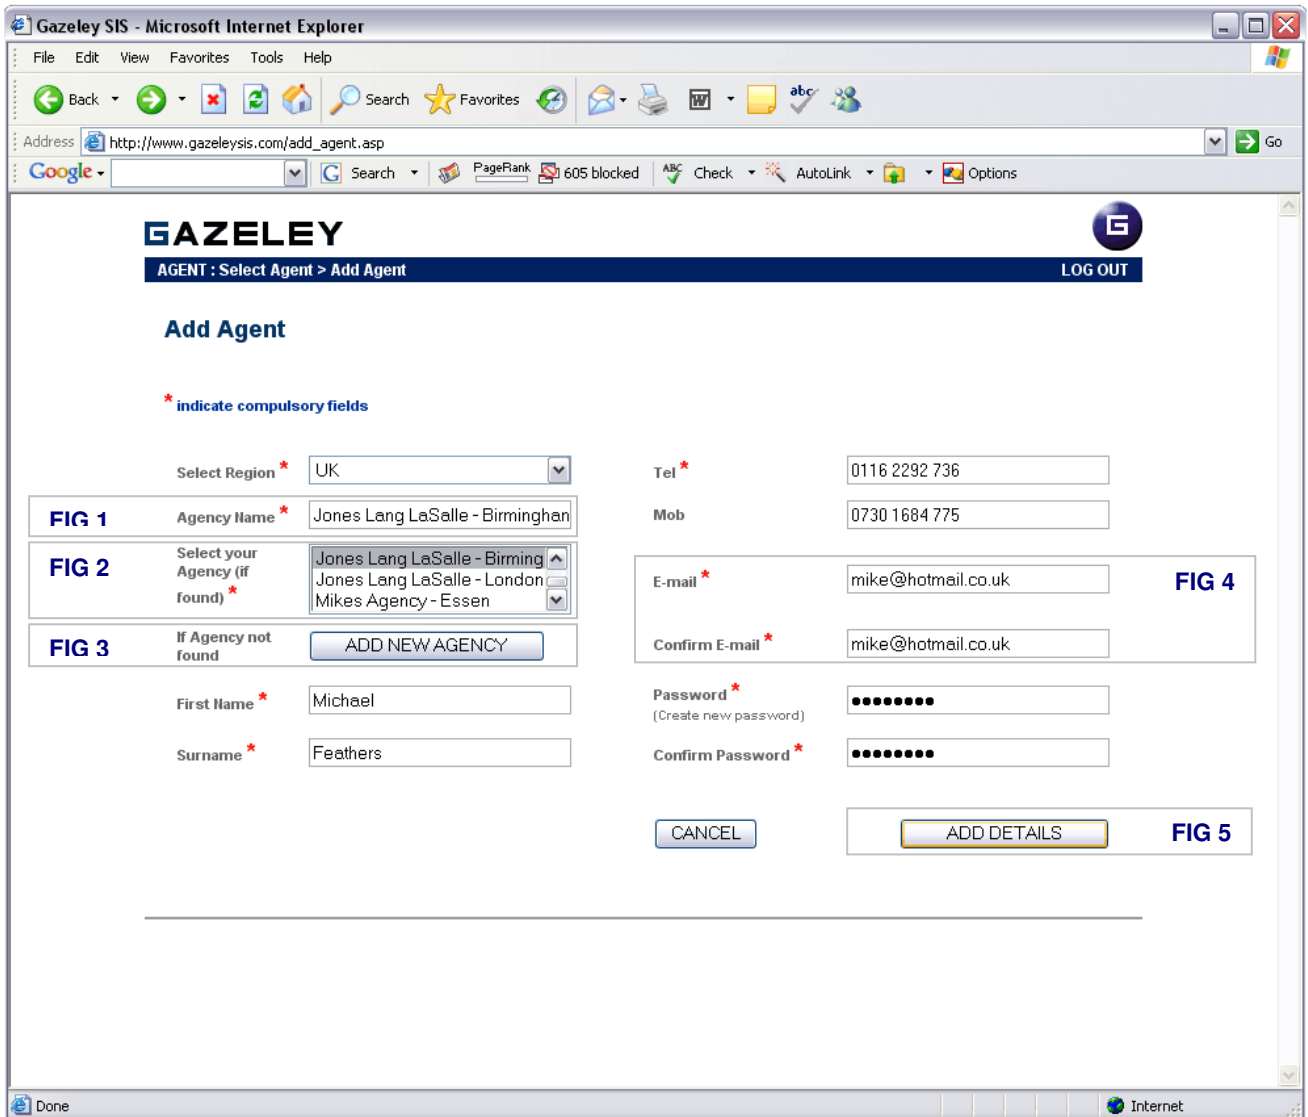 Gazeley SIS - Microsoft Internet Explorer
File Edit View Favorites Tools Help
Back Search Favorites
Address http://www.gazeleysis.com/add_agent.asp Go
Google Search PageRank 605 blocked ABC Check AutoLink Options
GAZELEY G
AGENT : Select Agent > Add Agent LOG OUT
Add Agent
* indicate compulsory fields
Select Region * UK
FIG 1 Agency Name * Jones Lang LaSalle - Birminghan
FIG 2 Select your Agency (if found) *
Jones Lang LaSalle - Birming
Jones Lang LaSalle - London
Mikes Agency - Essen
FIG 3 If Agency not found ADD NEW AGENCY
First Name * Michael
Surname * Feathers
Tel * 0116 2292 736
Mob 0730 1684 775
E-mail * mike@hotmail.co.uk FIG 4
Confirm E-mail * mike@hotmail.co.uk
Password * ●●●●●●●●
(Create new password)
Confirm Password * ●●●●●●●●
CANCEL ADD DETAILS FIG 5
Done Internet